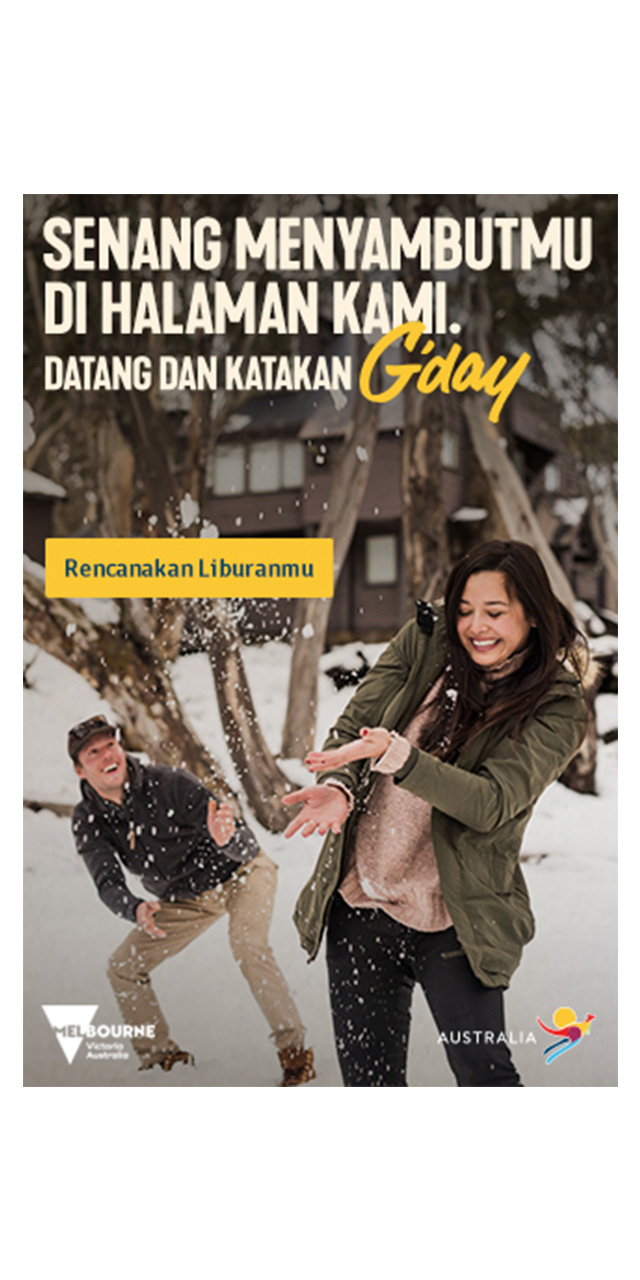 SENANG MENYAMBUTMU
DI HALAMAN KAMI.
DATANG DAN KATAKAN G'day
Rencanakan Liburanmu
MELBOURNE
Victoria
Australia
AUSTRALIA